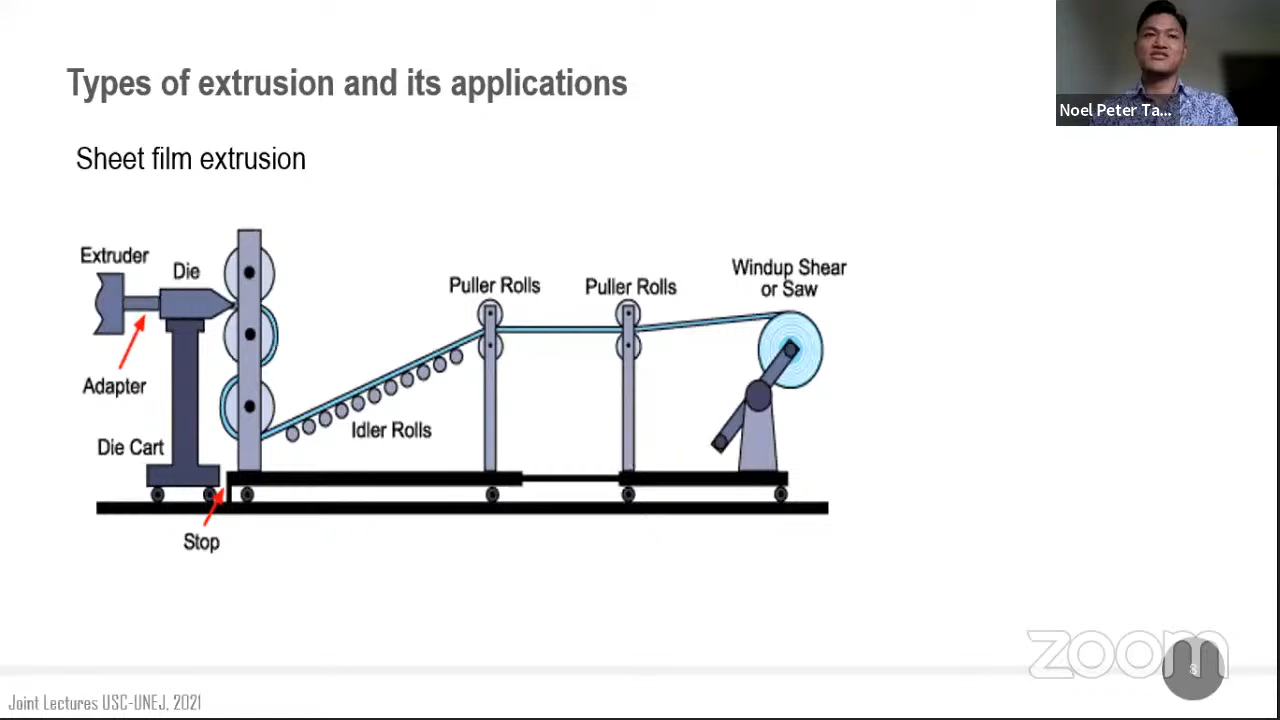 Types of extrusion and its applications
Noel Peter Ta...
Sheet film extrusion
Extruder
Die
Adapter
Die Cart
Stop
Idler Rolls
Puller Rolls
Puller Rolls
Windup Shear
or Saw
zoom
8
Joint Lectures USC-UNEJ, 2021